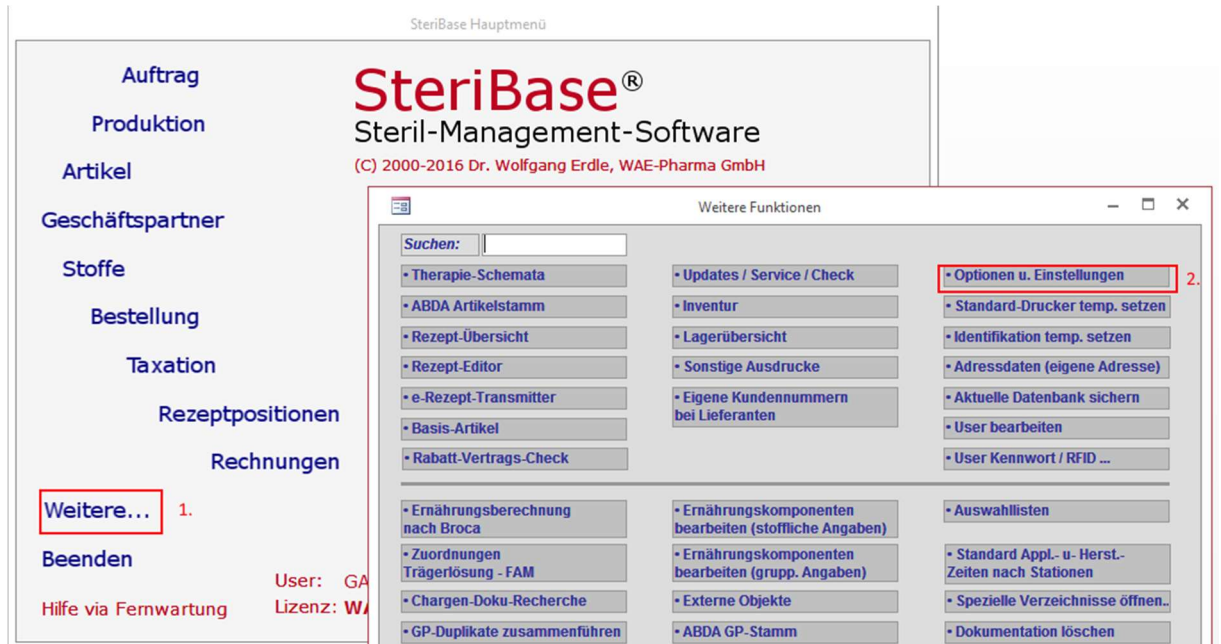 SteriBase Hauptmenü
Auftrag
Produktion
Artikel
Geschäftspartner
Stoffe
Bestellung
Taxation
Rezeptpositionen
Rechnungen
Weitere... 1.
Beenden
Hilfe via Fernwartung
SteriBase®
Steril-Management-Software
(C) 2000-2016 Dr. Wolfgang Erdle, WAE-Pharma GmbH
User: GA
Lizenz: WA
Weitere Funktionen
Suchen:
• Therapie-Schemata
• ABDA Artikelstamm
• Rezept-Übersicht
• Rezept-Editor
• e-Rezept-Transmitter
• Basis-Artikel
• Rabatt-Vertrags-Check
• Updates / Service / Check
• Inventur
• Lagerübersicht
• Sonstige Ausdrucke
• Eigene Kundennummern
bei Lieferanten
• Optionen u. Einstellungen 2.
• Standard-Drucker temp. setzen
• Identifikation temp. setzen
• Adressdaten (eigene Adresse)
• Aktuelle Datenbank sichern
• User bearbeiten
• User Kennwort / RFID ...
• Ernährungsberechnung
nach Broca
• Zuordnungen
Trägerlösung - FAM
• Chargen-Doku-Recherche
• GP-Duplikate zusammenführen
• Ernährungskomponenten
bearbeiten (stoffliche Angaben)
• Ernährungskomponenten
bearbeiten (grupp. Angaben)
• Externe Objekte
• ABDA GP-Stamm
• Auswahllisten
• Standard Appl.- u- Herst.-
Zeiten nach Stationen
• Spezielle Verzeichnisse öffnen..
• Dokumentation löschen